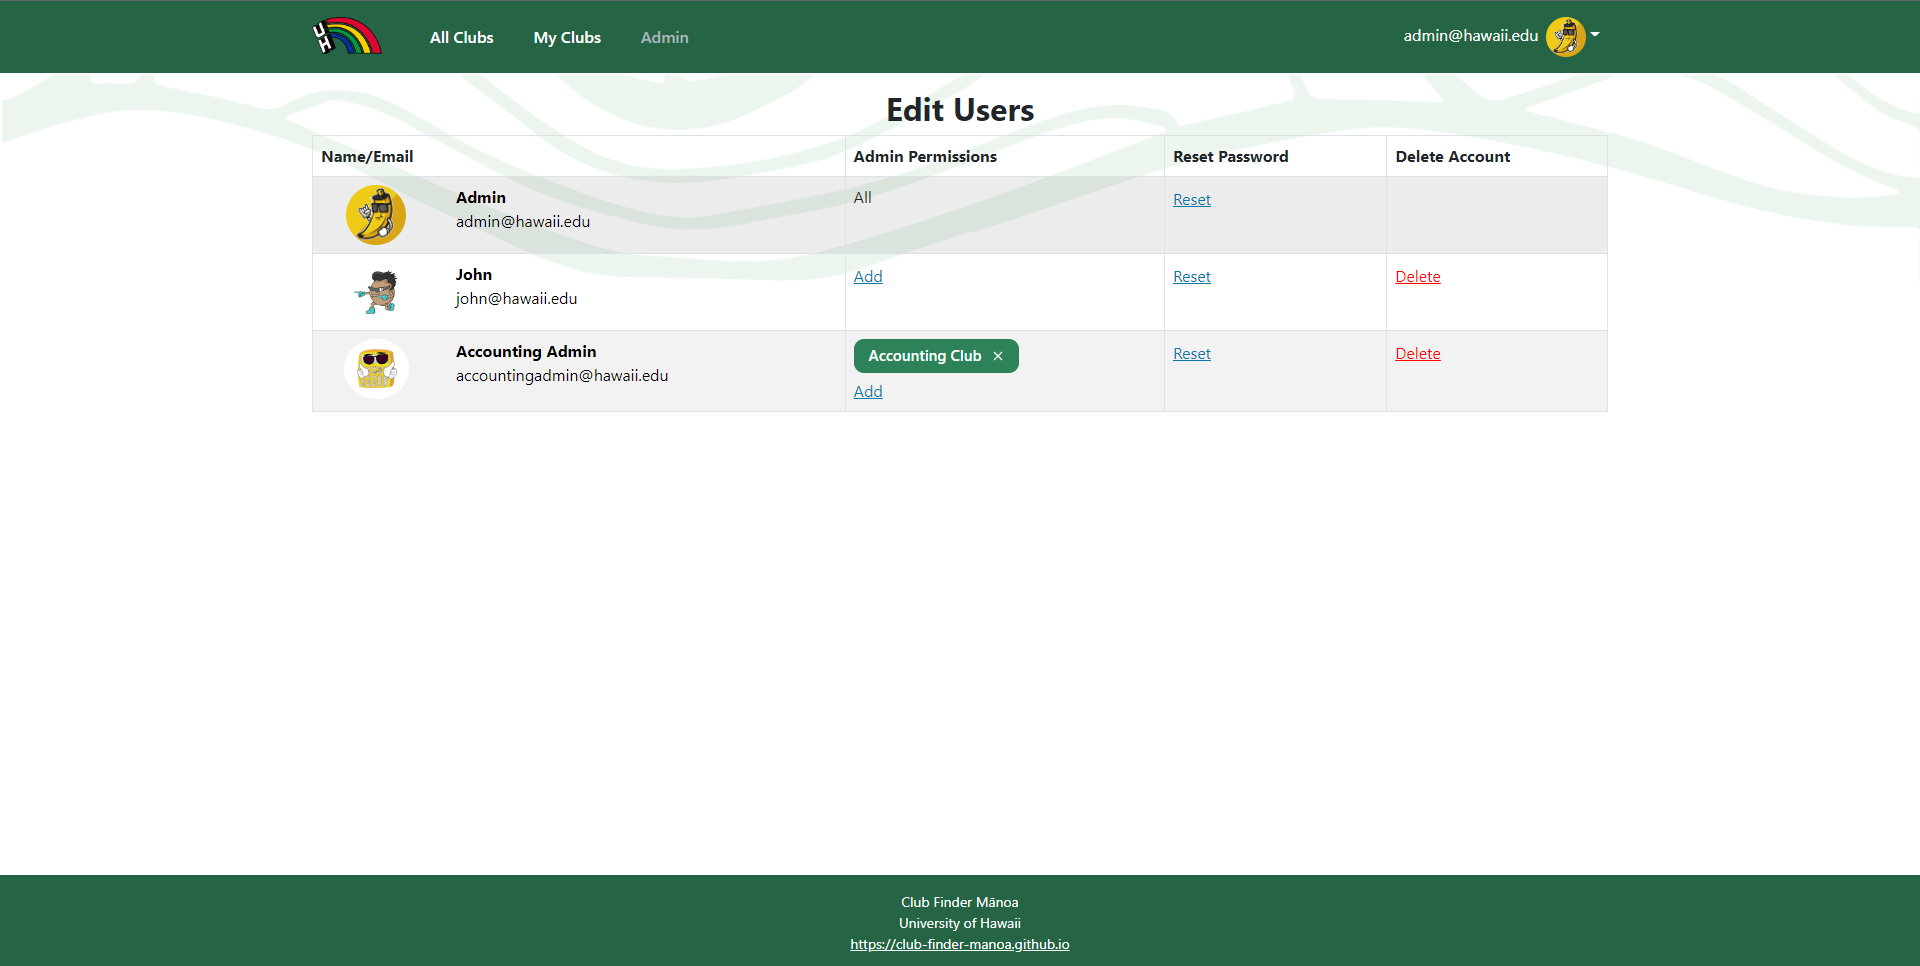 UH
All Clubs
My Clubs
Admin
admin@hawaii.edu
Edit Users
Name/Email
Admin Permissions
Reset Password
Delete Account
Admin
admin@hawaii.edu
All
Reset
John
john@hawaii.edu
Add
Reset
Delete
Accounting Admin
accountingadmin@hawaii.edu
Accounting Club ×
Add
Reset
Delete
Club Finder Mānoa
University of Hawaii
https://club-finder-manoa.github.io